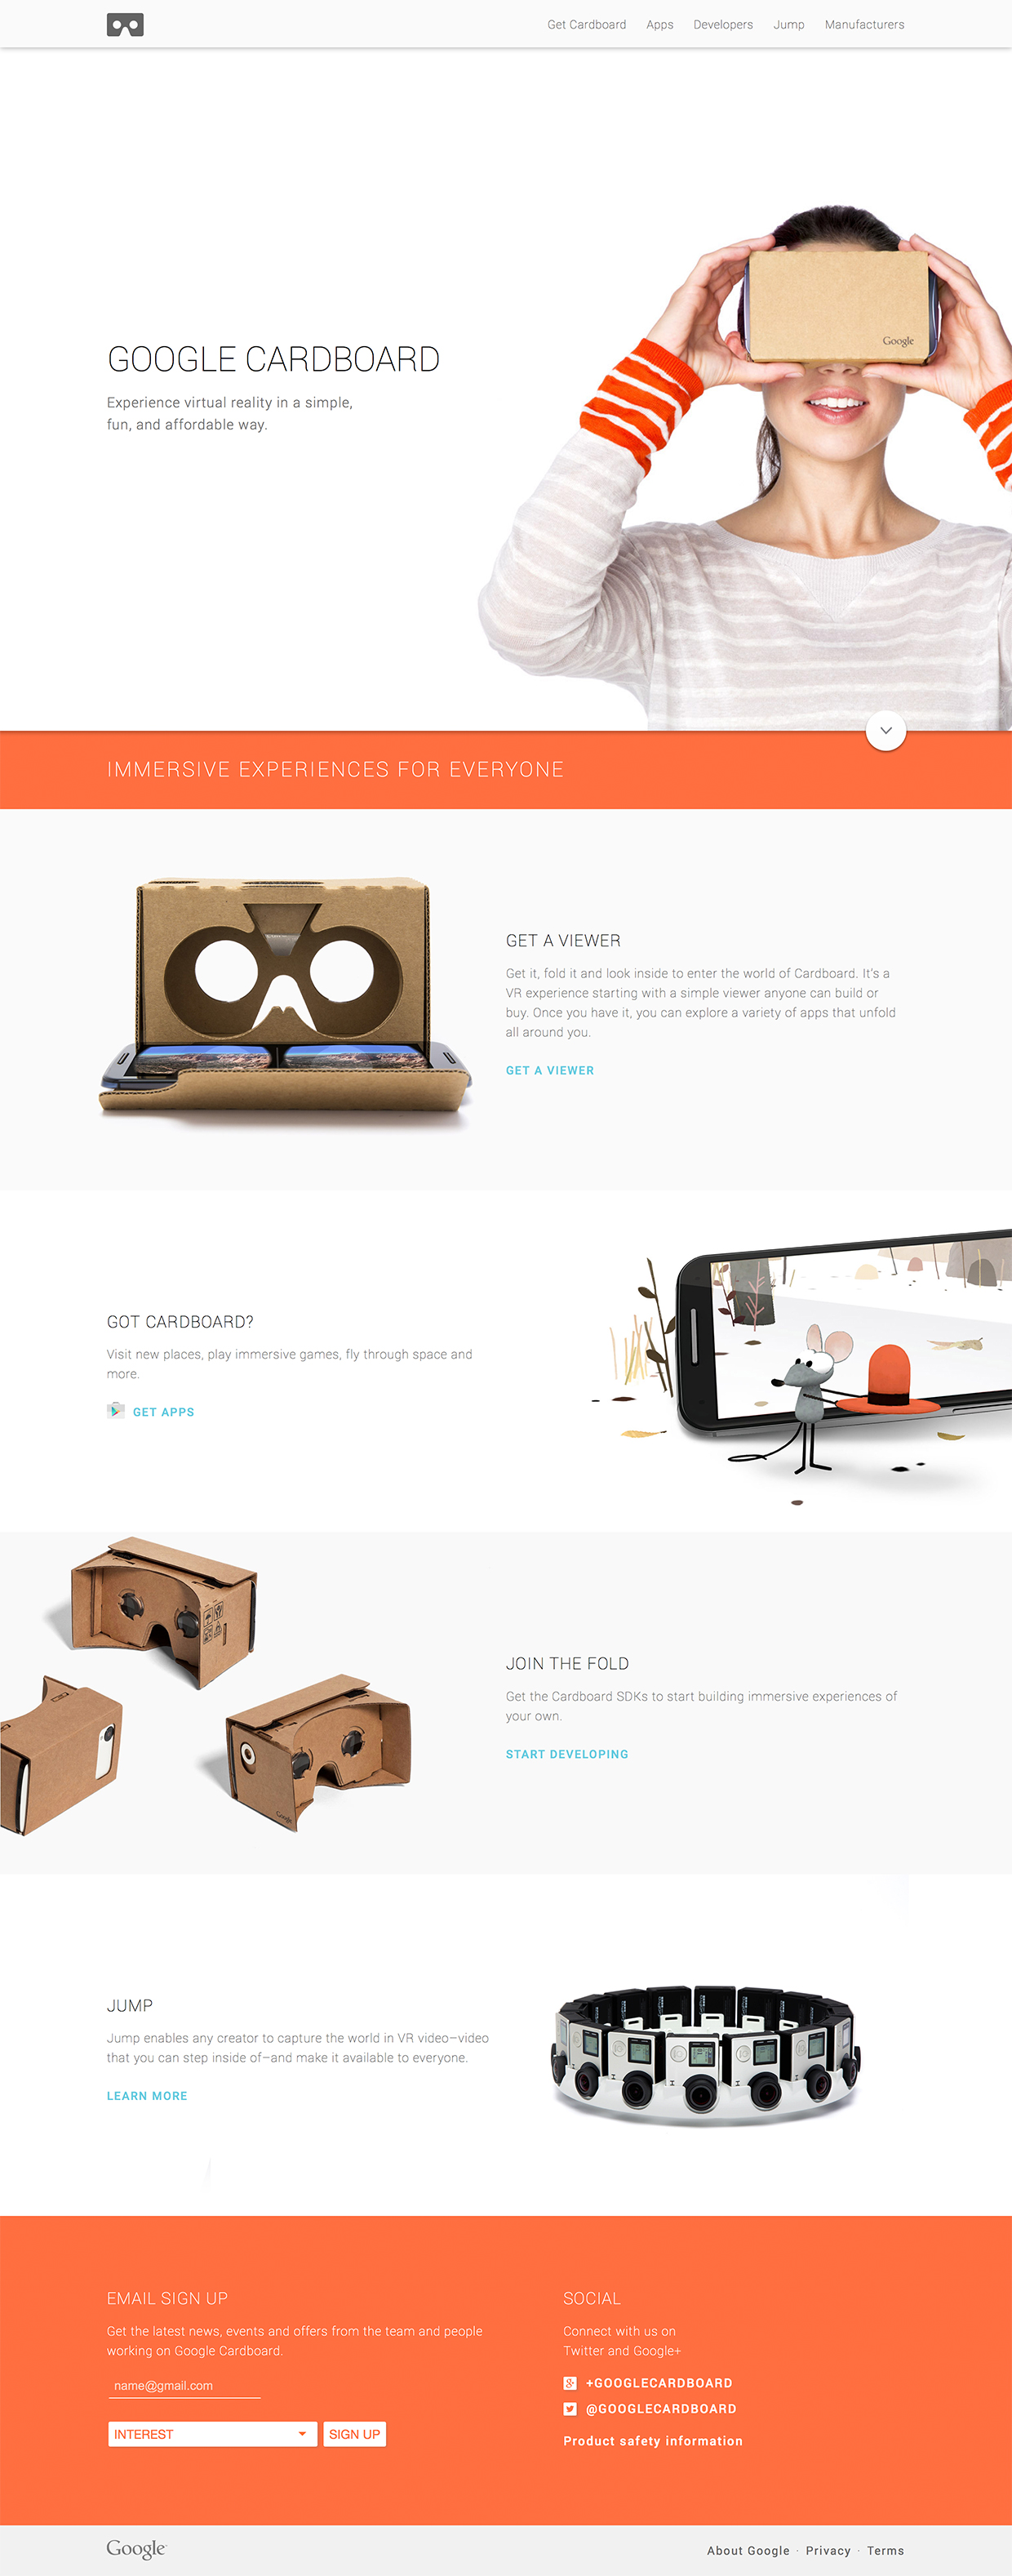 Get Cardboard Apps Developers Jump Manufacturers
Google
GOOGLE CARDBOARD
Experience virtual reality in a simple,
fun, and affordable way.
IMMERSIVE EXPERIENCES FOR EVERYONE
GET A VIEWER
Get it, fold it and look inside to enter the world of Cardboard. It's a
VR experience starting with a simple viewer anyone can build or
buy. Once you have it, you can explore a variety of apps that unfold
all around you.
GET A VIEWER
GOT CARDBOARD?
Visit new places, play immersive games, fly through space and
more.
GET APPS
JOIN THE FOLD
Get the Cardboard SDKs to start building immersive experiences of
your own.
START DEVELOPING
Google
JUMP
Jump enables any creator to capture the world in VR video–video
that you can step inside of–and make it available to everyone.
LEARN MORE
EMAIL SIGN UP
Get the latest news, events and offers from the team and people
working on Google Cardboard.
name@gmail.com
INTEREST
SIGN UP
SOCIAL
Connect with us on
Twitter and Google+
+GOOGLECARDBOARD
@GOOGLECARDBOARD
Product safety information
Google
About Google · Privacy · Terms